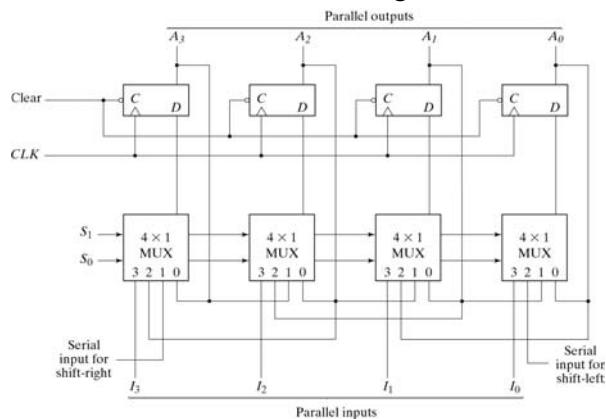 Parallel outputs
A3 A2 A1 A0
Clear
C D C D C D C D
CLK
S1
S0
4 × 1 4 × 1 4 × 1 4 × 1
MUX MUX MUX MUX
3 2 1 0 3 2 1 0 3 2 1 0 3 2 1 0
Serial
input for
shift-right
Serial
input for
shift-left
I3 I2 I1 I0
Parallel inputs